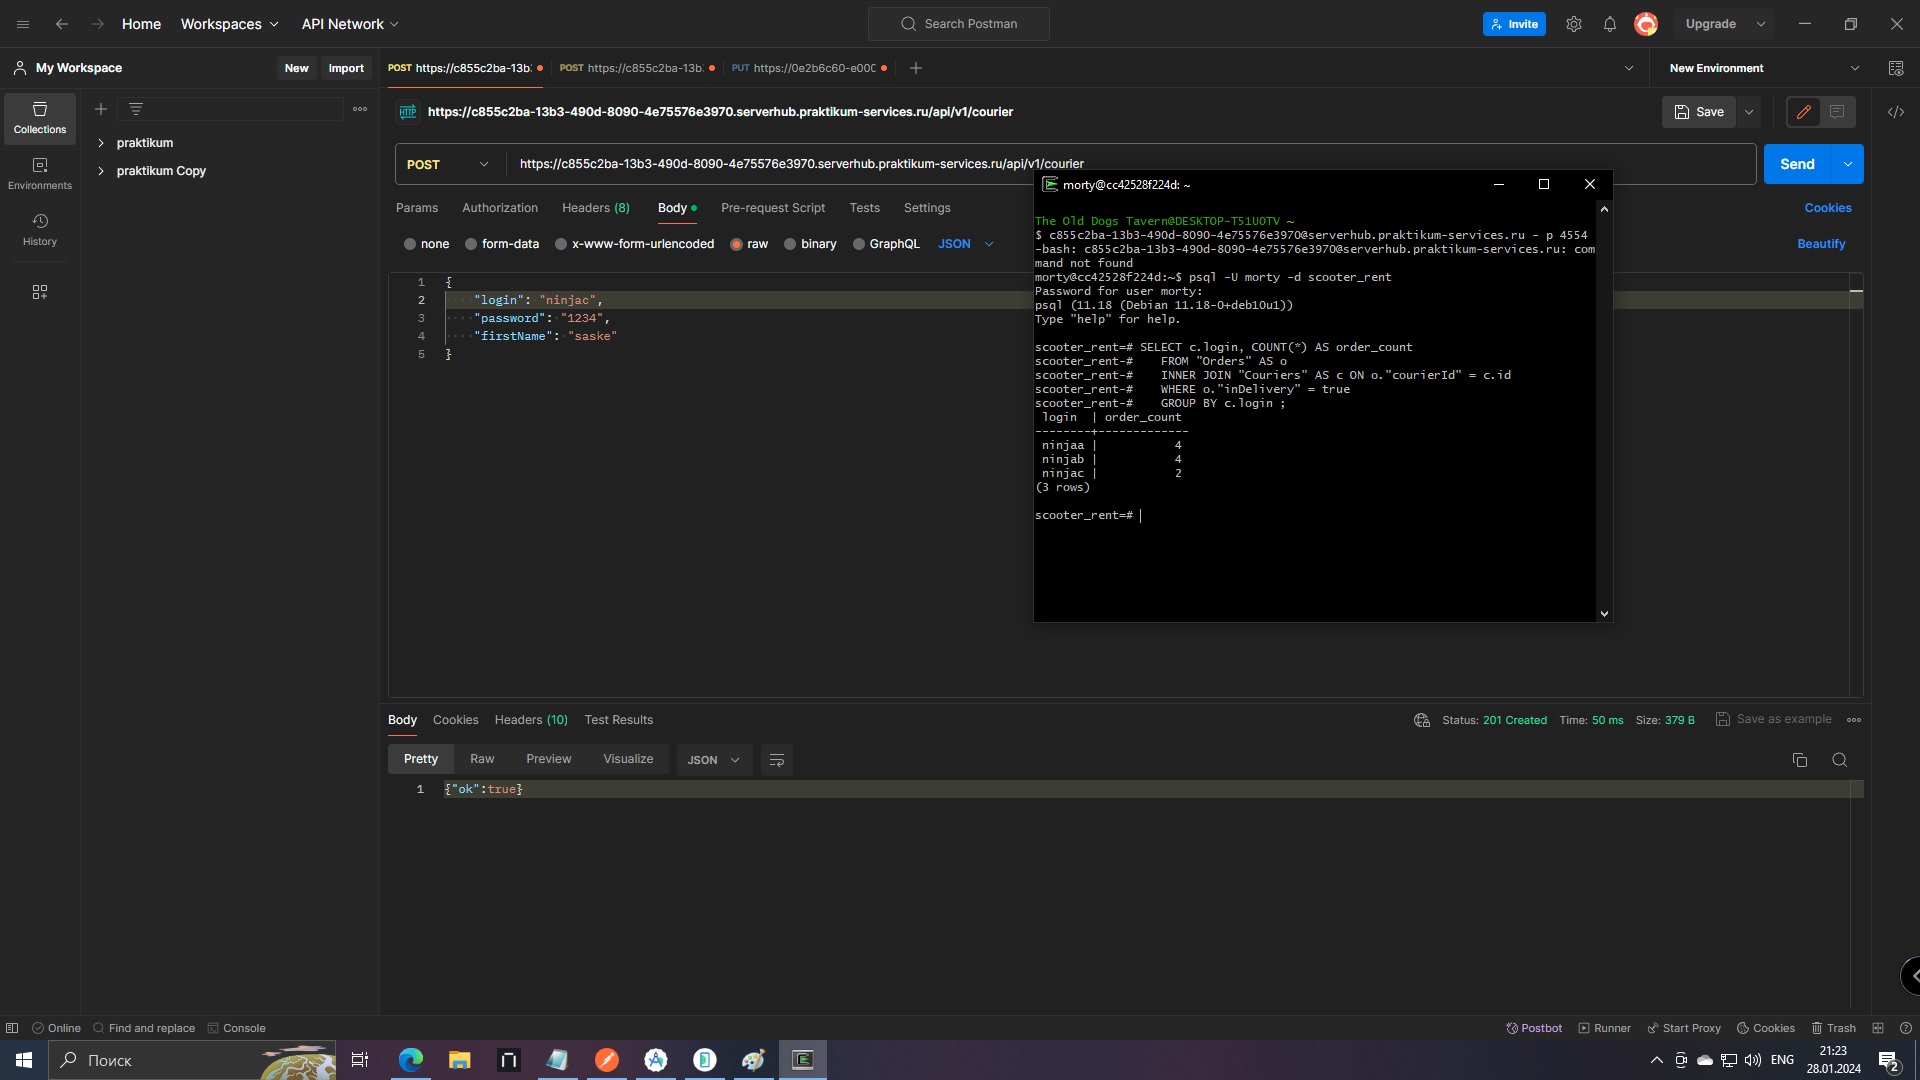 Home Workspaces API Network Search Postman Invite Upgrade
My Workspace New Import POST https://c855c2ba-13b: POST https://c855c2ba-13b: PUT https://0e2b6c60-e00C New Environment
Collections
Environments
History
praktikum
praktikum Copy
HTTP https://c855c2ba-13b3-490d-8090-4e75576e3970.serverhub.praktikum-services.ru/api/v1/courier Save
POST https://c855c2ba-13b3-490d-8090-4e75576e3970.serverhub.praktikum-services.ru/api/v1/courier Send
Params Authorization Headers (8) Body Pre-request Script Tests Settings Cookies
none form-data x-www-form-urlencoded raw binary GraphQL JSON Beautify
1 {
2 "login": "ninjac",
3 "password": "1234",
4 "firstName": "saske"
5 }
morty@cc42528f224d: ~
The Old Dogs Tavern@DESKTOP-T51UOTV ~
$ c855c2ba-13b3-490d-8090-4e75576e3970@serverhub.praktikum-services.ru - p 4554
-bash: c855c2ba-13b3-490d-8090-4e75576e3970@serverhub.praktikum-services.ru: com
mand not found
morty@cc42528f224d:~$ psql -U morty -d scooter_rent
Password for user morty:
psql (11.18 (Debian 11.18-0+deb10u1))
Type "help" for help.
scooter_rent=# SELECT c.login, COUNT(*) AS order_count
scooter_rent-# FROM "Orders" AS o
scooter_rent-# INNER JOIN "Couriers" AS c ON o."courierId" = c.id
scooter_rent-# WHERE o."inDelivery" = true
scooter_rent-# GROUP BY c.login ;
login | order_count
--------+-------------
ninjaa | 4
ninjab | 4
ninjac | 2
(3 rows)
scooter_rent=#
Body Cookies Headers (10) Test Results Status: 201 Created Time: 50 ms Size: 379 B Save as example
Pretty Raw Preview Visualize JSON
1 {"ok":true}
Online Find and replace Console Postbot Runner Start Proxy Cookies Trash
Поиск ENG 21:23
28.01.2024 2